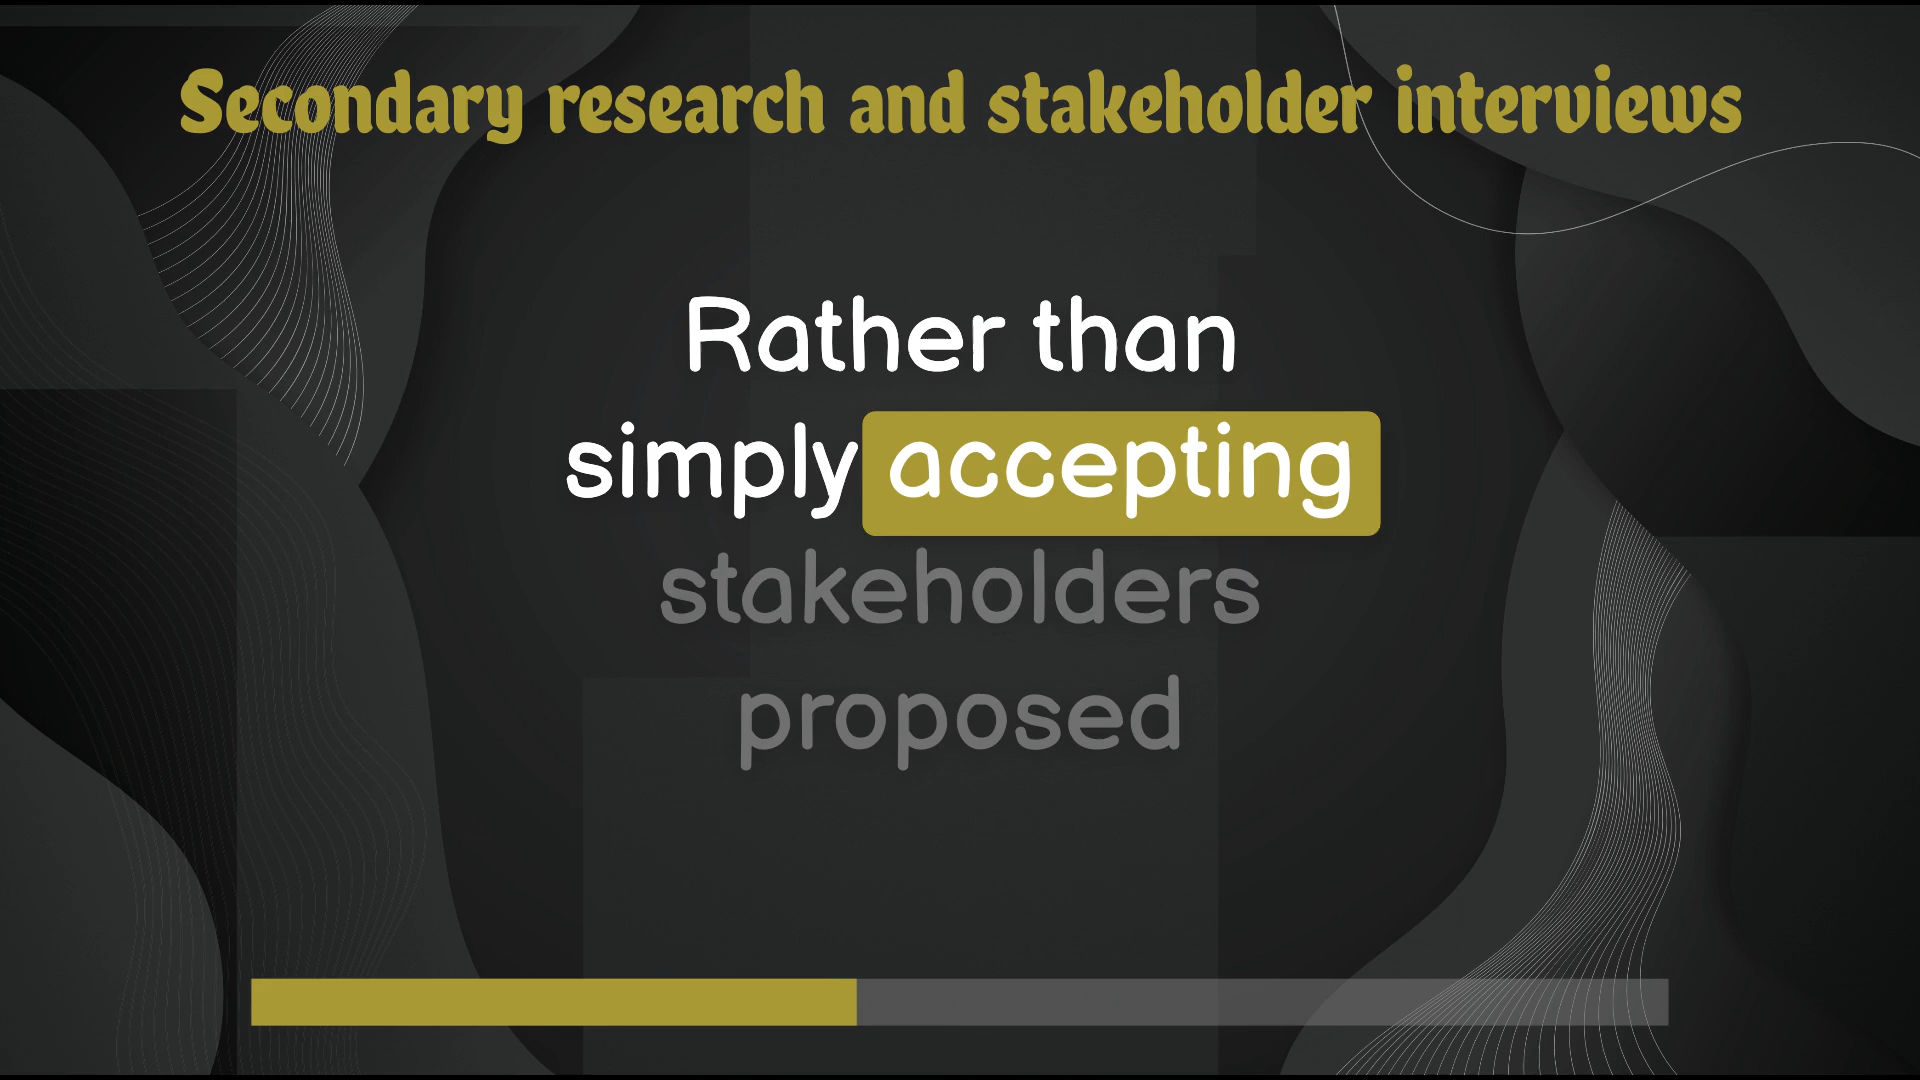 Secondary research and stakeholder interviews
Rather than
simply accepting
stakeholders
proposed